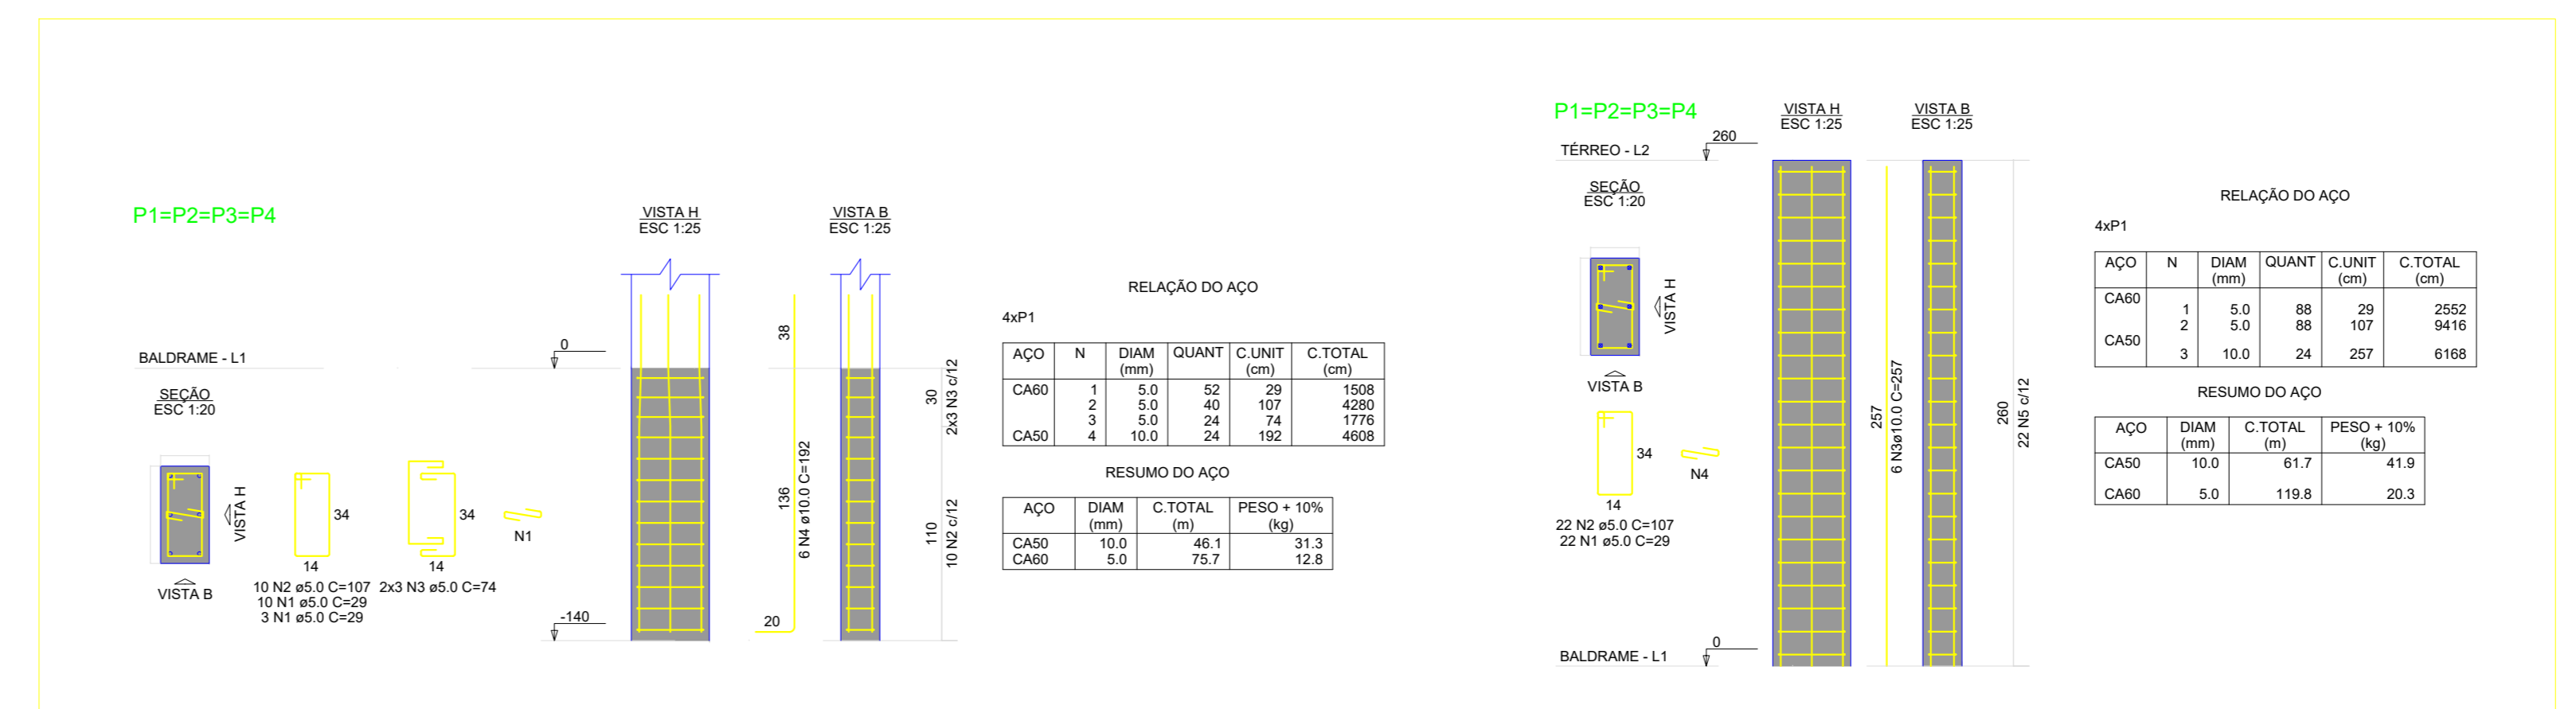 P1=P2=P3=P4
VISTA H
ESC 1:25
VISTA B
ESC 1:25
BALDRAME - L1
0
SEÇÃO
ESC 1:20
VISTA H
VISTA B
34
14
10 N2 ø5.0 C=107
10 N1 ø5.0 C=29
3 N1 ø5.0 C=29
34
14
2x3 N3 ø5.0 C=74
N1
-140
38
136
6 N4 ø10.0 C=192
20
30
2x3 N3 c/12
110
10 N2 c/12
RELAÇÃO DO AÇO
4xP1
AÇO N DIAM QUANT C.UNIT C.TOTAL
(mm) (cm) (cm)
CA60 1 5.0 52 29 1508
2 5.0 40 107 4280
3 5.0 24 74 1776
CA50 4 10.0 24 192 4608
RESUMO DO AÇO
AÇO DIAM C.TOTAL PESO + 10%
(mm) (m) (kg)
CA50 10.0 46.1 31.3
CA60 5.0 75.7 12.8
P1=P2=P3=P4
VISTA H
ESC 1:25
VISTA B
ESC 1:25
260
TÉRREO - L2
SEÇÃO
ESC 1:20
VISTA H
VISTA B
34
14
22 N2 ø5.0 C=107
22 N1 ø5.0 C=29
N4
0
BALDRAME - L1
257
6 N3ø10.0 C=257
260
22 N5 c/12
RELAÇÃO DO AÇO
4xP1
AÇO N DIAM QUANT C.UNIT C.TOTAL
(mm) (cm) (cm)
CA60
1 5.0 88 29 2552
2 5.0 88 107 9416
CA50
3 10.0 24 257 6168
RESUMO DO AÇO
AÇO DIAM C.TOTAL PESO + 10%
(mm) (m) (kg)
CA50 10.0 61.7 41.9
CA60 5.0 119.8 20.3